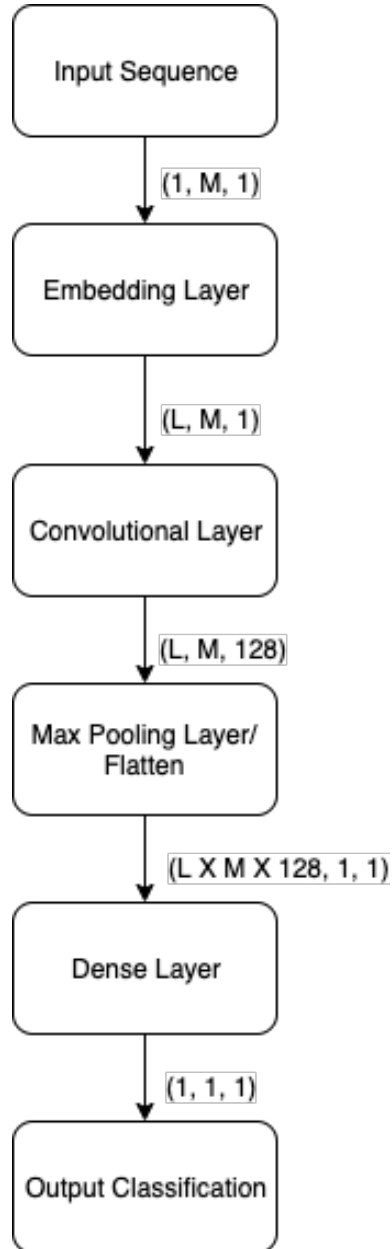 Input Sequence
(1, M, 1)
Embedding Layer
(L, M, 1)
Convolutional Layer
(L, M, 128)
Max Pooling Layer/
Flatten
(L X M X 128, 1, 1)
Dense Layer
(1, 1, 1)
Output Classification